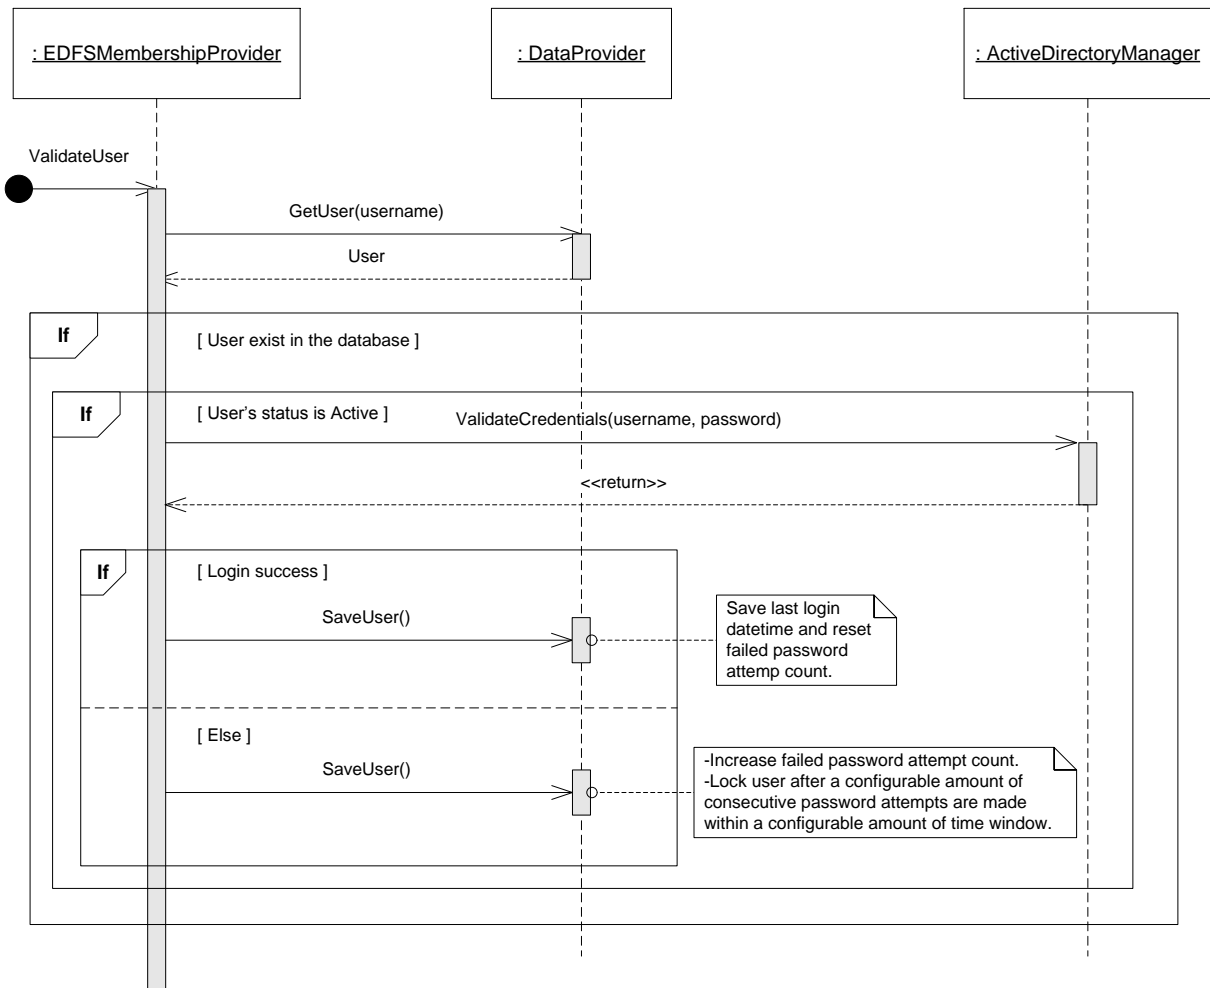 : EDFSMembershipProvider
: DataProvider
: ActiveDirectoryManager
ValidateUser
GetUser(username)
User
If
[ User exist in the database ]
If
[ User's status is Active ]
ValidateCredentials(username, password)
<<return>>
If
[ Login success ]
SaveUser()
Save last login
datetime and reset
failed password
attemp count.
[ Else ]
SaveUser()
-Increase failed password attempt count.
-Lock user after a configurable amount of
consecutive password attempts are made
within a configurable amount of time window.